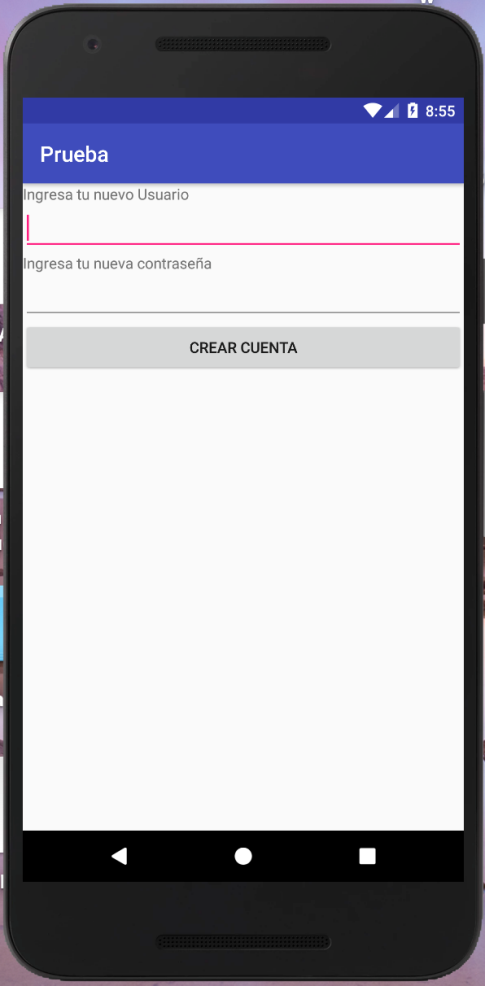 8:55
Prueba
Ingresa tu nuevo Usuario
Ingresa tu nueva contraseña
CREAR CUENTA